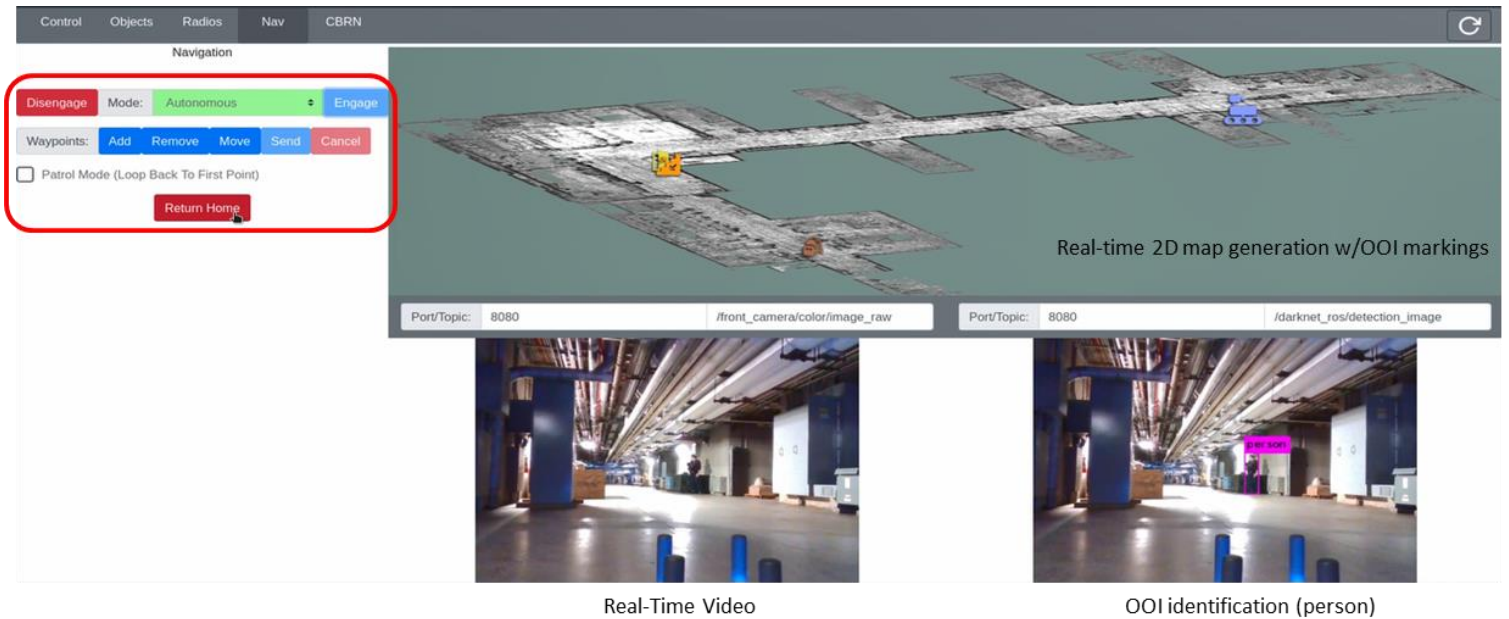 Control Objects Radios Nav CBRN
Navigation
Disengage Mode: Autonomous Engage
Waypoints: Add Remove Move Send Cancel
Patrol Mode (Loop Back To First Point)
Return Home
Real-time 2D map generation w/OOI markings
Port/Topic: 8080 /front_camera/color/image_raw Port/Topic: 8080 /darknet_ros/detection_image
person
Real-Time Video OOI identification (person)